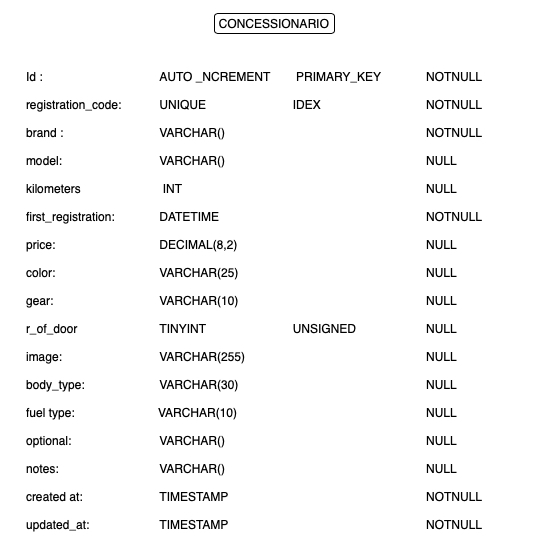 CONCESSIONARIO
Id : AUTO _NCREMENT PRIMARY_KEY NOTNULL
registration_code: UNIQUE IDEX NOTNULL
brand : VARCHAR() NOTNULL
model: VARCHAR() NULL
kilometers INT NULL
first_registration: DATETIME NOTNULL
price: DECIMAL(8,2) NULL
color: VARCHAR(25) NULL
gear: VARCHAR(10) NULL
r_of_door TINYINT UNSIGNED NULL
image: VARCHAR(255) NULL
body_type: VARCHAR(30) NULL
fuel type: VARCHAR(10) NULL
optional: VARCHAR() NULL
notes: VARCHAR() NULL
created at: TIMESTAMP NOTNULL
updated_at: TIMESTAMP NOTNULL